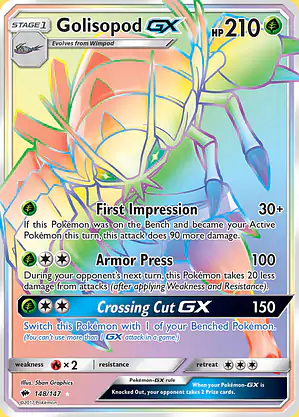 STAGE 1 Golisopod GX HP 210
Evolves from Wimpod
First Impression 30+
If this Pokémon was on the Bench and became your Active
Pokémon this turn, this attack does 90 more damage.
Armor Press 100
During your opponent's next turn, this Pokémon takes 20 less
damage from attacks (after applying Weakness and Resistance).
Crossing Cut GX 150
Switch this Pokémon with 1 of your Benched Pokémon.
(You can't use more than 1 GX attack in a game.)
weakness × 2 resistance retreat
Illus. 5ban Graphics
Pokémon-GX rule
When your Pokémon-GX is
Knocked Out, your opponent takes 2 Prize cards.
148/147
©2017 Pokémon